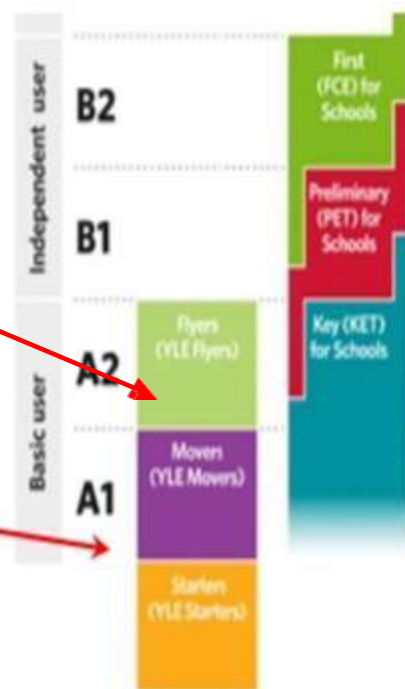 Independent user
Basic user
B2
B1
A2
A1
Flyers
(YLE Flyers)
Movers
(YLE Movers)
Starters
(YLE Starters)
First
(FCE) for
Schools
Preliminary
(PET) for
Schools
Key (KET)
for Schools